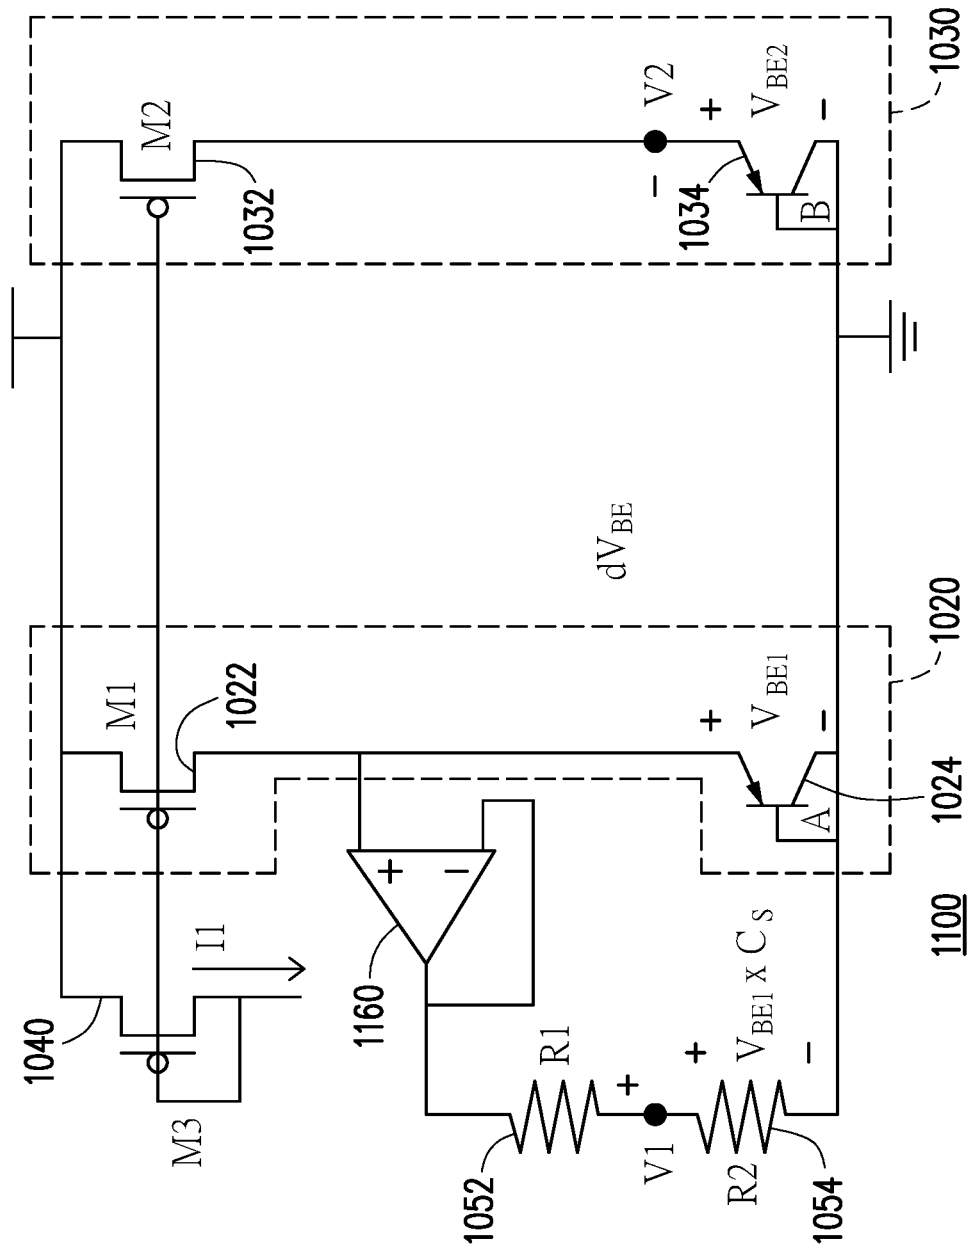 1040
M3
I1
M1
1022
M2
1032
1030
1160
+
−
1052
R1
+
V1
R2
1054
+
V_BE1 x C_S
−
dV_BE
−
V2
+
V_BE1
−
A
1024
1020
1034
+
V_BE2
−
B
1100